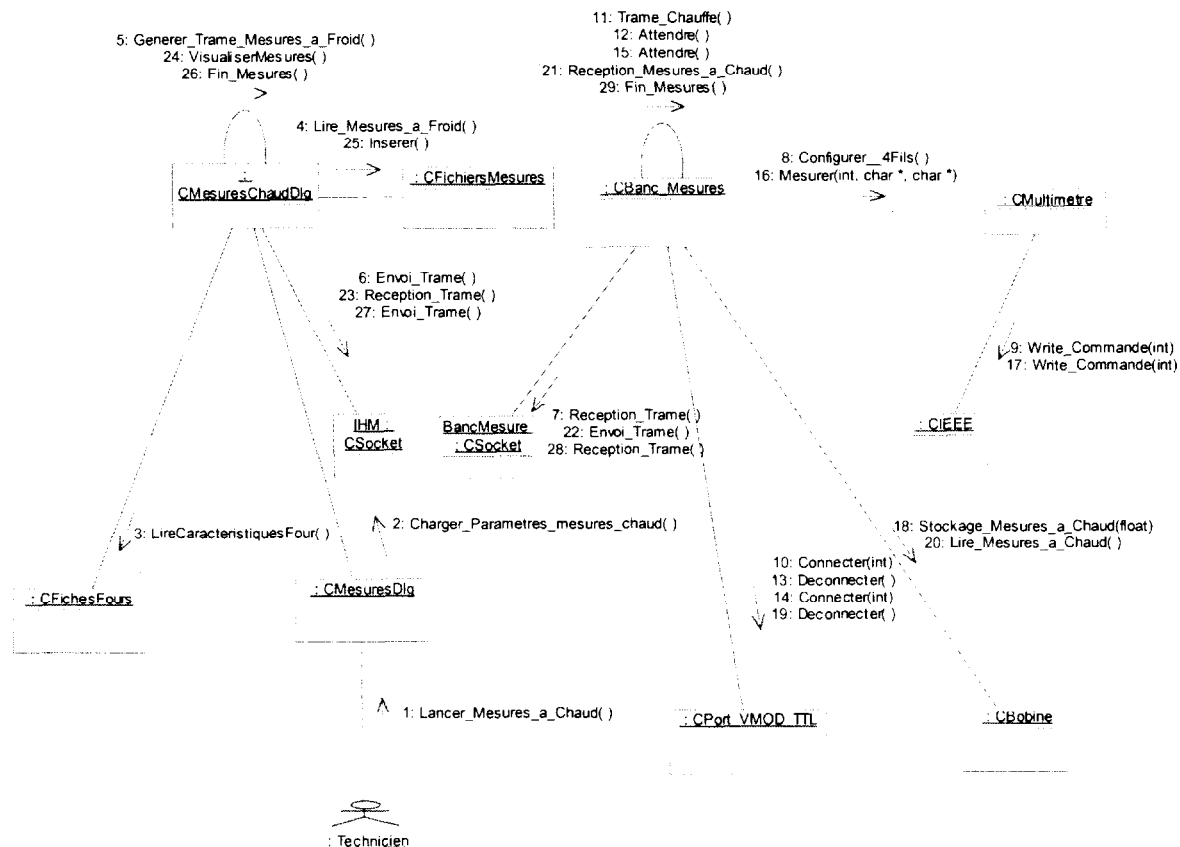 11: Trame_Chauffe( )
12: Attendre( )
15: Attendre( )
21: Reception_Mesures_a_Chaud( )
29: Fin_Mesures( )
5: Generer_Trame_Mesures_a_Froid( )
24: VisualiserMesures( )
26: Fin_Mesures( )
4: Lire_Mesures_a_Froid( )
25: Inserer( )
8: Configurer__4Fils( )
16: Mesurer(int, char *, char *)
:
CMesuresChaudDlg
: CFichiersMesures
: CBanc_Mesures
: CMultimetre
6: Envoi_Trame( )
23: Reception_Trame( )
27: Envoi_Trame( )
9: Write_Commande(int)
17: Write_Commande(int)
IHM :
CSocket
BancMesure
: CSocket
7: Reception_Trame( )
22: Envoi_Trame( )
28: Reception_Trame( )
: CIEEE
3: LireCaracteristiquesFour( )
2: Charger_Parametres_mesures_chaud( )
18: Stockage_Mesures_a_Chaud(float)
20: Lire_Mesures_a_Chaud( )
10: Connecter(int)
13: Deconnecter( )
14: Connecter(int)
19: Deconnecter( )
: CFichesFours
: CMesuresDlg
1: Lancer_Mesures_a_Chaud( )
: CPort_VMOD_TTL
: CBobine
: Technicien